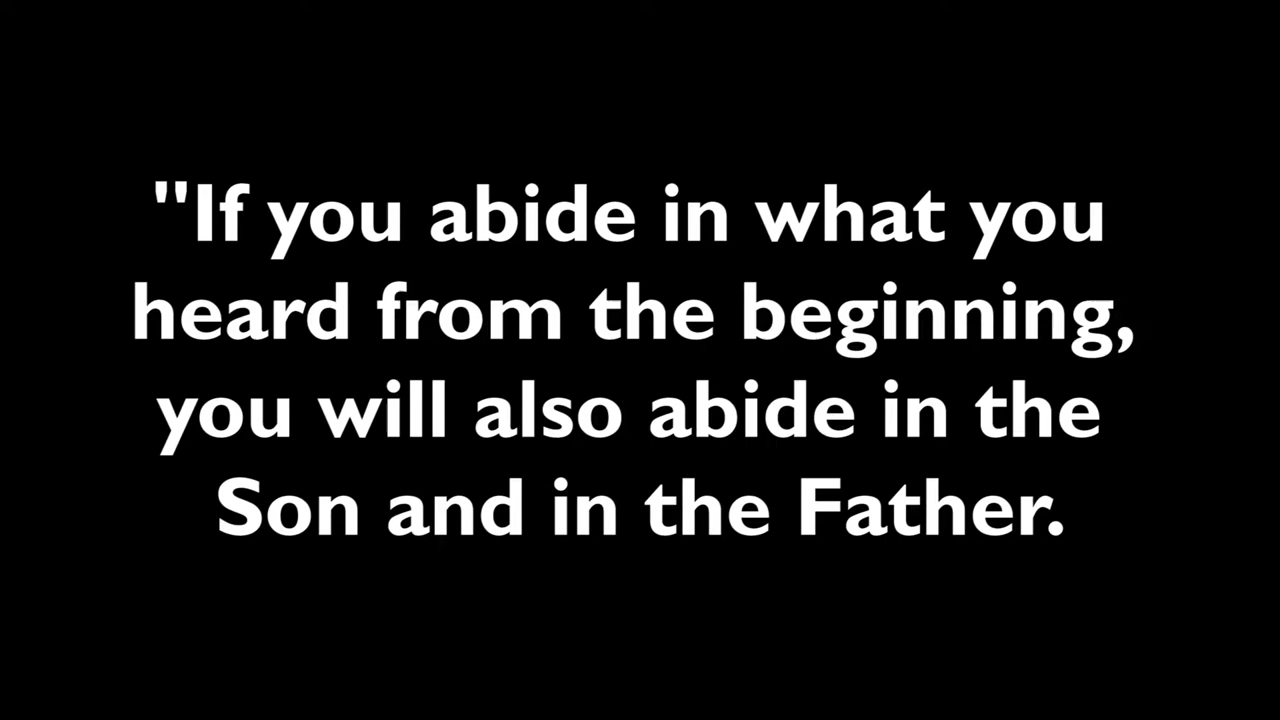 "If you abide in what you
heard from the beginning,
you will also abide in the
Son and in the Father.